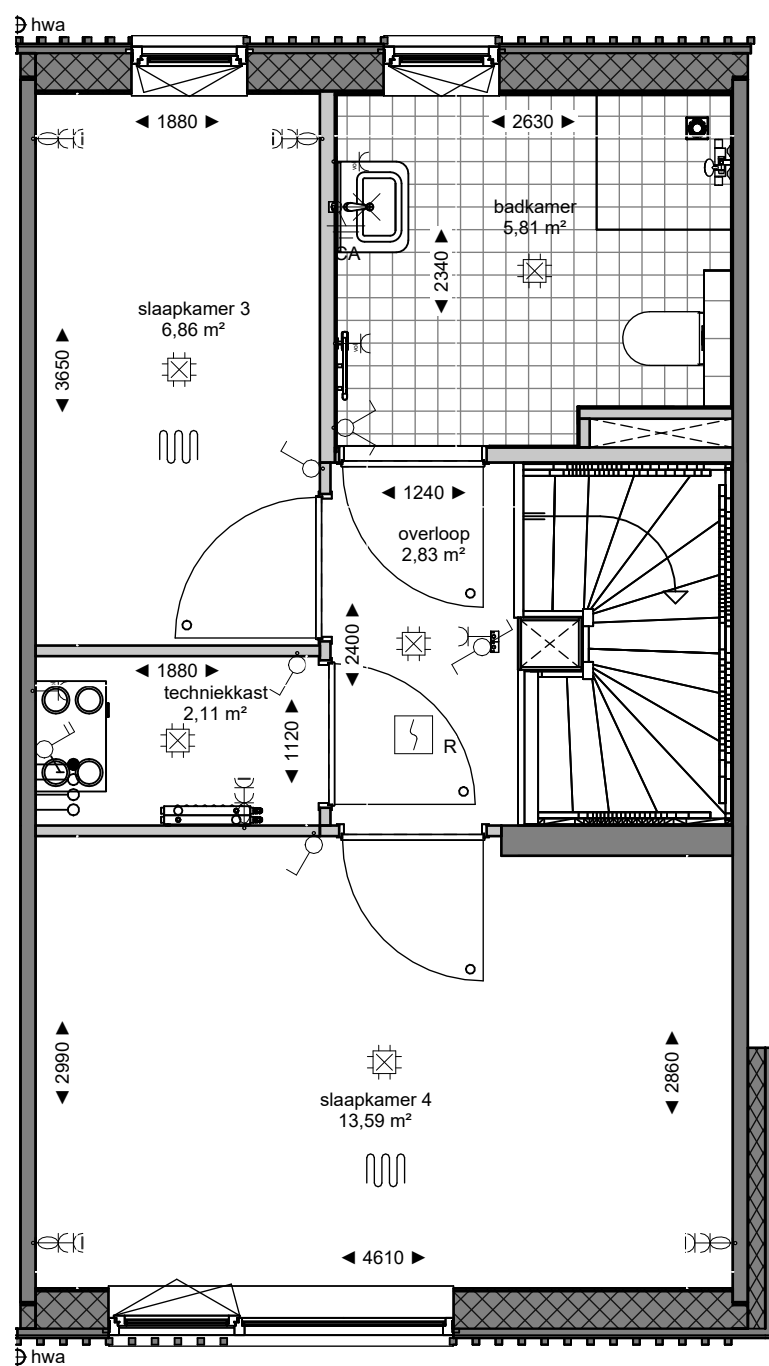 hwa
1880
2630
badkamer
5,81 m²
2340
CA
slaapkamer 3
6,86 m²
3650
1240
overloop
2,83 m²
2400
1880
techniekkast
2,11 m²
1120
R
2990
2860
slaapkamer 4
13,59 m²
4610
hwa